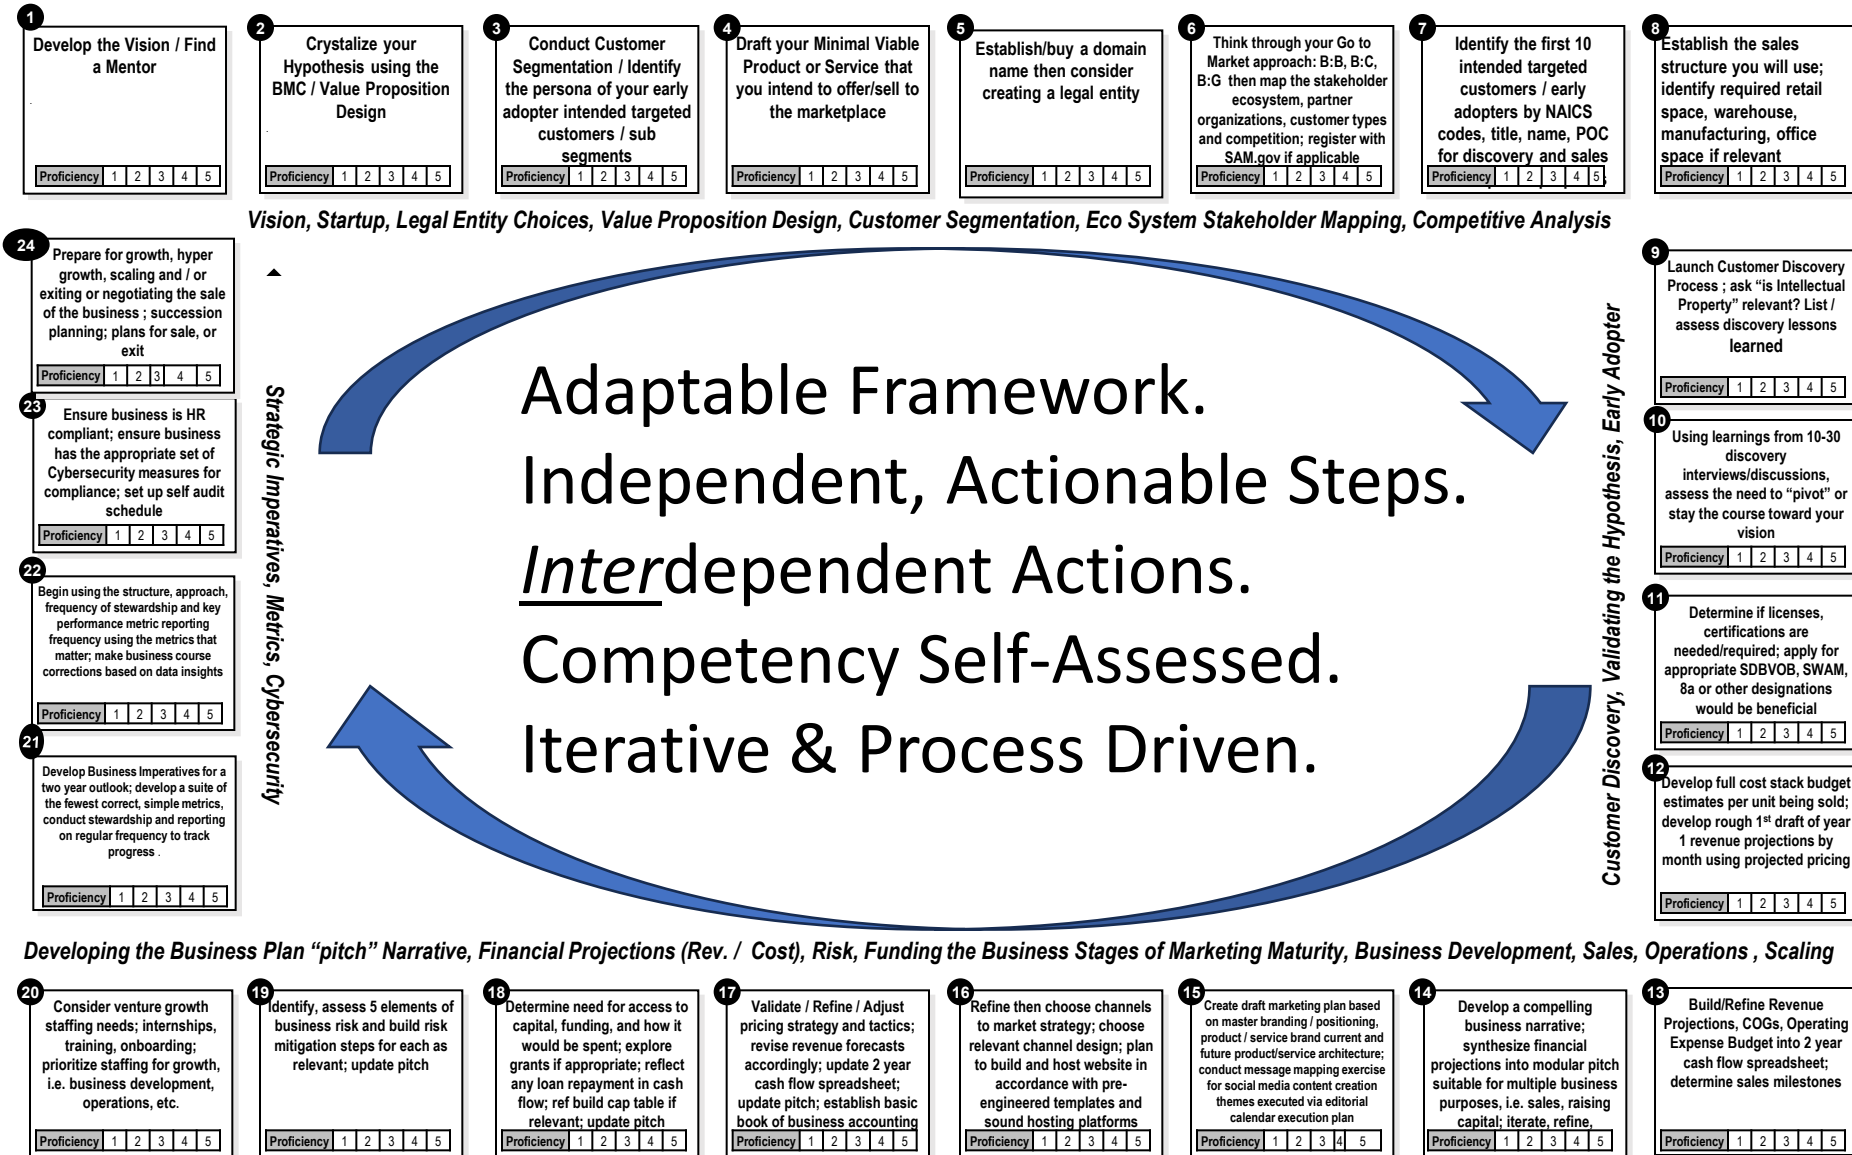 1
Develop the Vision / Find
a Mentor
Proficiency 1 2 3 4 5
2
Crystalize your
Hypothesis using the
BMC / Value Proposition
Design
Proficiency 1 2 3 4 5
3
Conduct Customer
Segmentation / Identify
the persona of your early
adopter intended targeted
customers / sub
segments
Proficiency 1 2 3 4 5
4
Draft your Minimal Viable
Product or Service that
you intend to offer/sell to
the marketplace
Proficiency 1 2 3 4 5
5
Establish/buy a domain
name then consider
creating a legal entity
Proficiency 1 2 3 4 5
6
Think through your Go to
Market approach: B:B, B:C,
B:G then map the stakeholder
ecosystem, partner
organizations, customer types
and competition; register with
SAM.gov if applicable
Proficiency 1 2 3 4 5
7
Identify the first 10
intended targeted
customers / early
adopters by NAICS
codes, title, name, POC
for discovery and sales
Proficiency 1 2 3 4 5
8
Establish the sales
structure you will use;
identify required retail
space, warehouse,
manufacturing, office
space if relevant
Proficiency 1 2 3 4 5
Vision, Startup, Legal Entity Choices, Value Proposition Design, Customer Segmentation, Eco System Stakeholder Mapping, Competitive Analysis
9
Launch Customer Discovery
Process ; ask “is Intellectual
Property” relevant? List /
assess discovery lessons
learned
Proficiency 1 2 3 4 5
10
Using learnings from 10-30
discovery
interviews/discussions,
assess the need to “pivot” or
stay the course toward your
vision
Proficiency 1 2 3 4 5
11
Determine if licenses,
certifications are
needed/required; apply for
appropriate SDBVOB, SWAM,
8a or other designations
would be beneficial
Proficiency 1 2 3 4 5
12
Develop full cost stack budget
estimates per unit being sold;
develop rough 1st draft of year
1 revenue projections by
month using projected pricing
Proficiency 1 2 3 4 5
Customer Discovery, Validating the Hypothesis, Early Adopter
Adaptable Framework.
Independent, Actionable Steps.
Interdependent Actions.
Competency Self-Assessed.
Iterative & Process Driven.
Strategic Imperatives, Metrics, Cybersecurity
24
Prepare for growth, hyper
growth, scaling and / or
exiting or negotiating the sale
of the business ; succession
planning; plans for sale, or
exit
Proficiency 1 2 3 4 5
23
Ensure business is HR
compliant; ensure business
has the appropriate set of
Cybersecurity measures for
compliance; set up self audit
schedule
Proficiency 1 2 3 4 5
22
Begin using the structure, approach,
frequency of stewardship and key
performance metric reporting
frequency using the metrics that
matter; make business course
corrections based on data insights
Proficiency 1 2 3 4 5
21
Develop Business Imperatives for a
two year outlook; develop a suite of
the fewest correct, simple metrics,
conduct stewardship and reporting
on regular frequency to track
progress .
Proficiency 1 2 3 4 5
Developing the Business Plan “pitch” Narrative, Financial Projections (Rev. / Cost), Risk, Funding the Business Stages of Marketing Maturity, Business Development, Sales, Operations , Scaling
20
Consider venture growth
staffing needs; internships,
training, onboarding;
prioritize staffing for growth,
i.e. business development,
operations, etc.
Proficiency 1 2 3 4 5
19
Identify, assess 5 elements of
business risk and build risk
mitigation steps for each as
relevant; update pitch
Proficiency 1 2 3 4 5
18
Determine need for access to
capital, funding, and how it
would be spent; explore
grants if appropriate; reflect
any loan repayment in cash
flow; ref build cap table if
relevant; update pitch
Proficiency 1 2 3 4 5
17
Validate / Refine / Adjust
pricing strategy and tactics;
revise revenue forecasts
accordingly; update 2 year
cash flow spreadsheet;
update pitch; establish basic
book of business accounting
Proficiency 1 2 3 4 5
16
Refine then choose channels
to market strategy; choose
relevant channel design; plan
to build and host website in
accordance with pre-
engineered templates and
sound hosting platforms
Proficiency 1 2 3 4 5
15
Create draft marketing plan based
on master branding / positioning,
product / service brand current and
future product/service architecture;
conduct message mapping exercise
for social media content creation
themes executed via editorial
calendar execution plan
Proficiency 1 2 3 4 5
14
Develop a compelling
business narrative;
synthesize financial
projections into modular pitch
suitable for multiple business
purposes, i.e. sales, raising
capital; iterate, refine,
Proficiency 1 2 3 4 5
13
Build/Refine Revenue
Projections, COGs, Operating
Expense Budget into 2 year
cash flow spreadsheet;
determine sales milestones
Proficiency 1 2 3 4 5